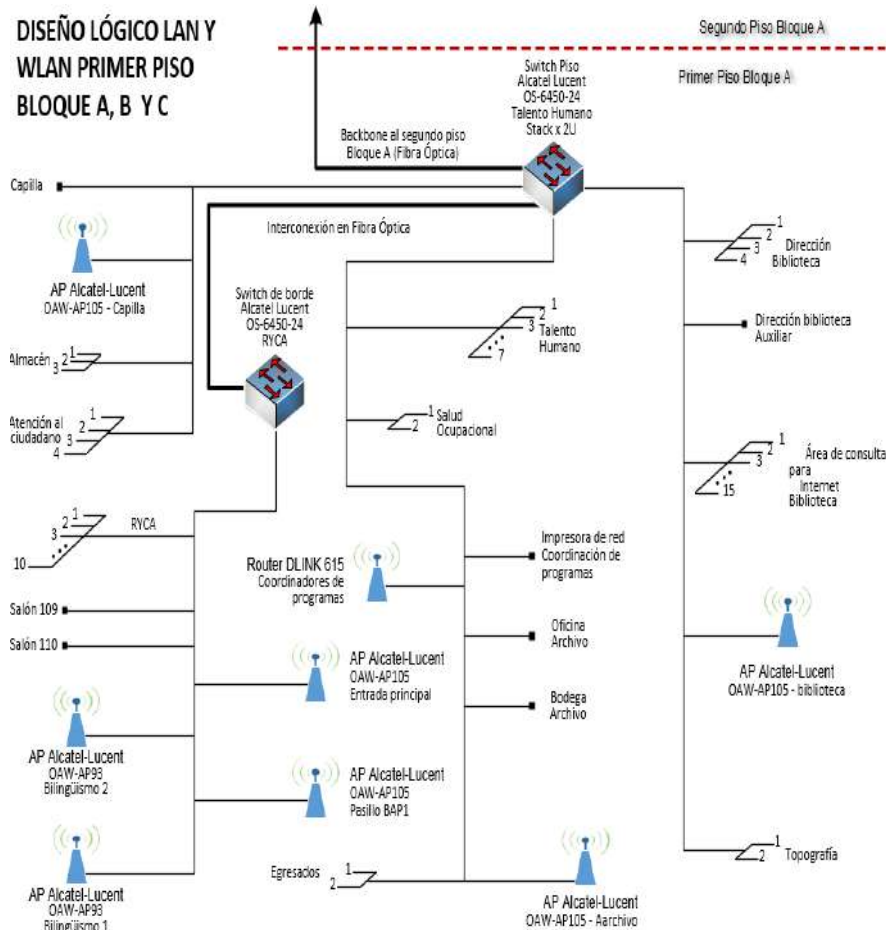 DISEÑO LÓGICO LAN Y
WLAN PRIMER PISO
BLOQUE A, B Y C
Segundo Piso Bloque A
Primer Piso Bloque A
Switch Piso
Alcatel Lucent
OS-6450-24
Talento Humano
Stack x 2U
Backbone al segundo piso
Bloque A (Fibra Óptica)
Capilla
Interconexión en Fibra Óptica
AP Alcatel-Lucent
OAW-AP105 - Capilla
Switch de borde
Alcatel Lucent
OS-6450-24
RYCA
1
2
3
4
Dirección
Biblioteca
1
2
3
7
Talento
Humano
Dirección biblioteca
Auxiliar
Almacén
1
2
3
Atención al
ciudadano
1
2
3
4
1
2
Salud
Ocupacional
1
2
3
15
Área de consulta
para
Internet
Biblioteca
RYCA
1
2
3
10
Router DLINK 615
Coordinadores de
programas
Impresora de red
Coordinación de
programas
Salón 109
Salón 110
Oficina
Archivo
AP Alcatel-Lucent
OAW-AP105
Entrada principal
AP Alcatel-Lucent
OAW-AP105 - biblioteca
Bodega
Archivo
AP Alcatel-Lucent
OAW-AP93
Bilingüismo 2
AP Alcatel-Lucent
OAW-AP105
Pasillo BAP1
Egresados
1
2
1
2
Topografía
AP Alcatel-Lucent
OAW-AP93
Bilingüismo 1
AP Alcatel-Lucent
OAW-AP105 - Aarchivo